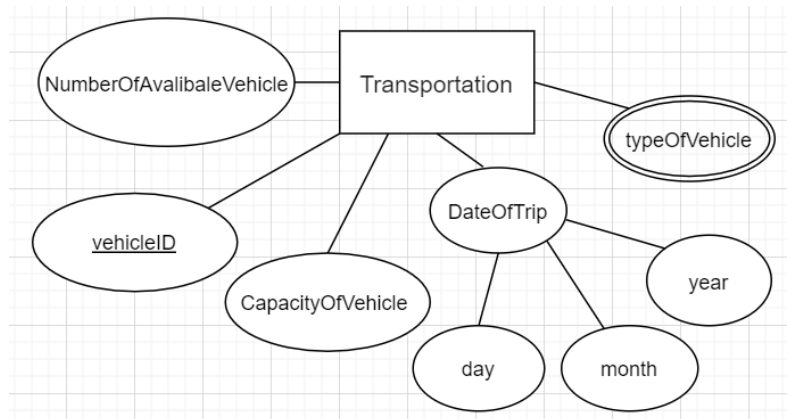 Transportation
NumberOfAvalibaleVehicle
typeOfVehicle
DateOfTrip
vehicleID
CapacityOfVehicle
year
day
month